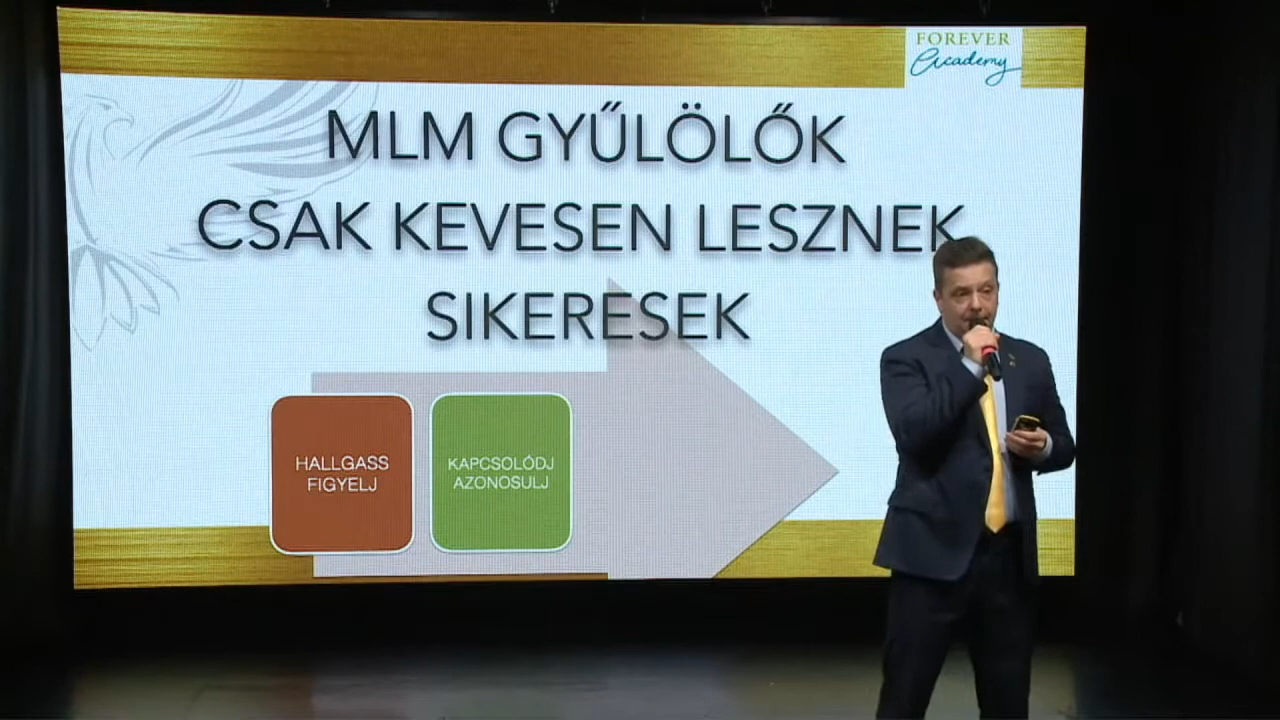 FOREVER
Academy
MLM GYŰLÖLŐK
CSAK KEVESEN LESZNEK
SIKERESEK
HALLGASS
FIGYELJ
KAPCSOLÓDJ
AZONOSULJ